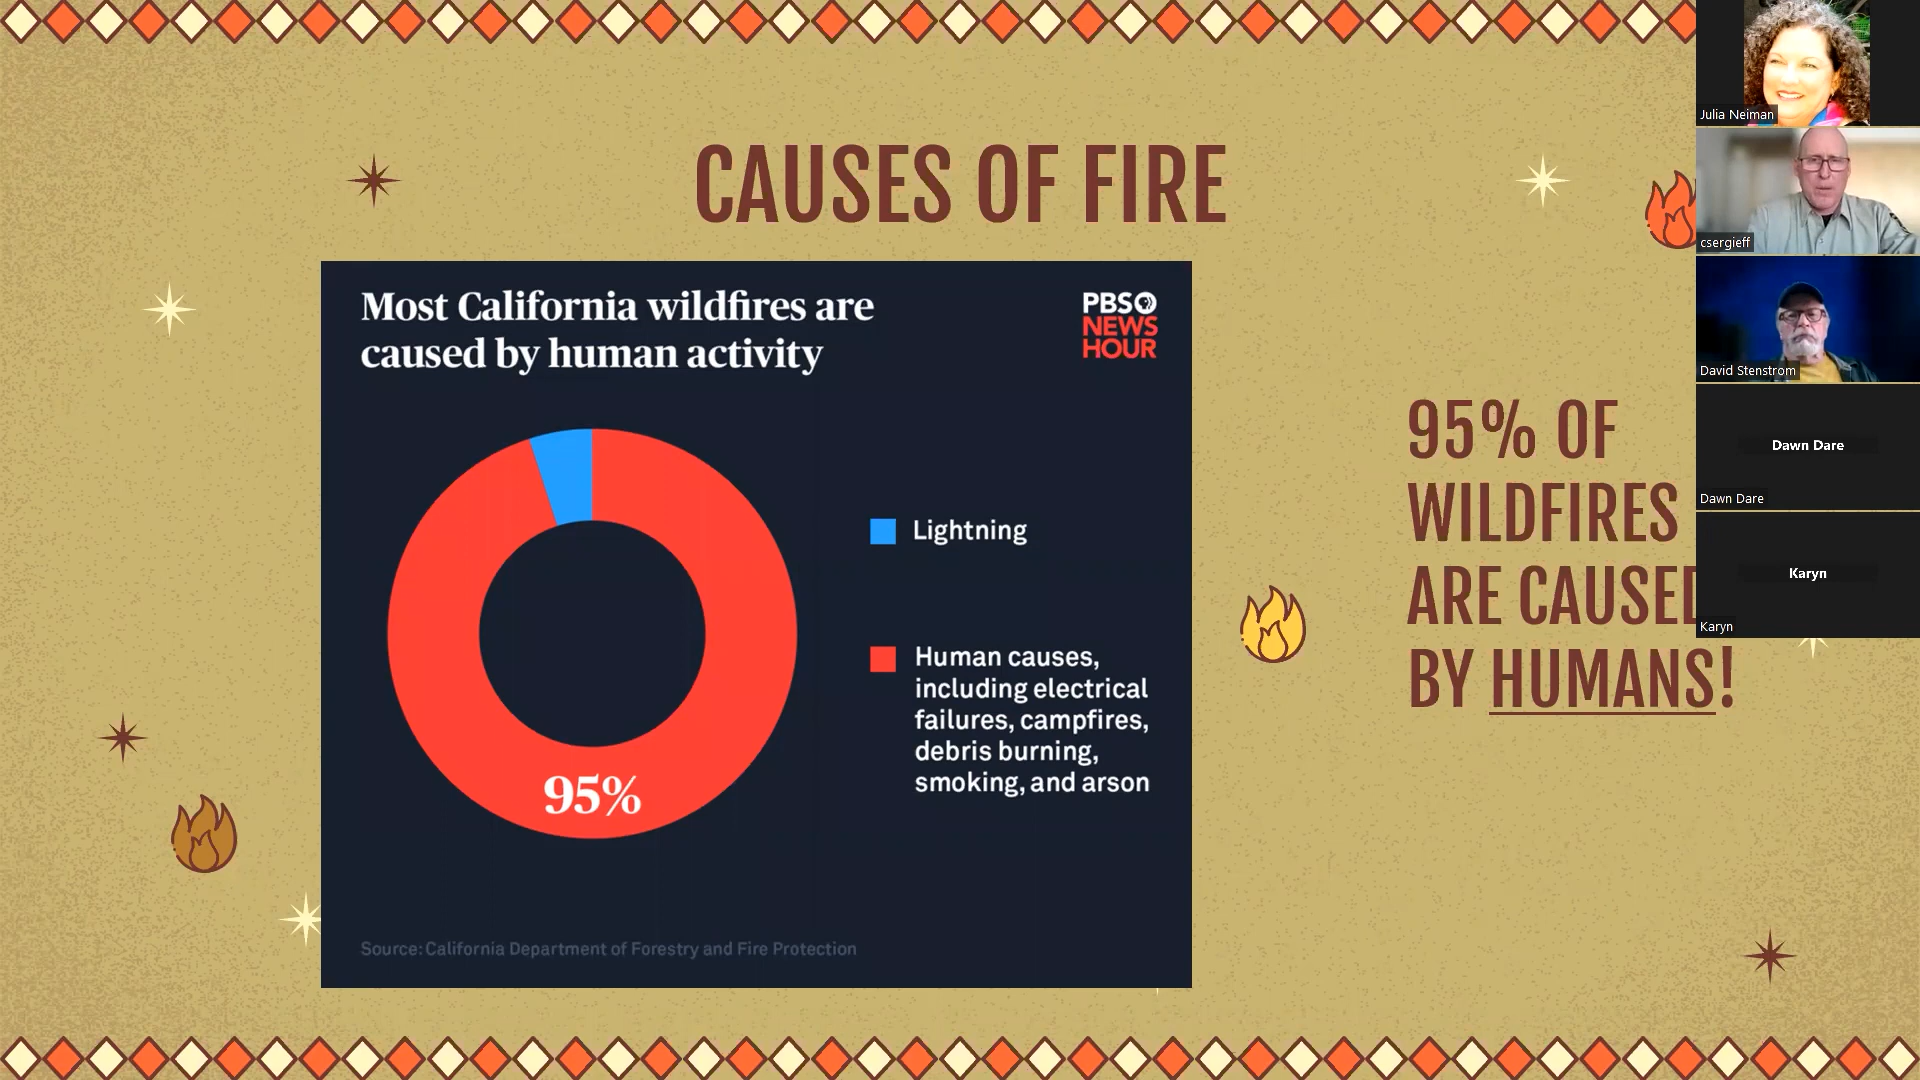 CAUSES OF FIRE
Most California wildfires are
caused by human activity
PBS
NEWS
HOUR
Lightning
Human causes,
including electrical
failures, campfires,
debris burning,
smoking, and arson
95%
Source: California Department of Forestry and Fire Protection
95% OF
WILDFIRES
ARE CAUSED
BY HUMANS!
Julia Neiman
csergieff
David Stenstrom
Dawn Dare
Dawn Dare
Karyn
Karyn